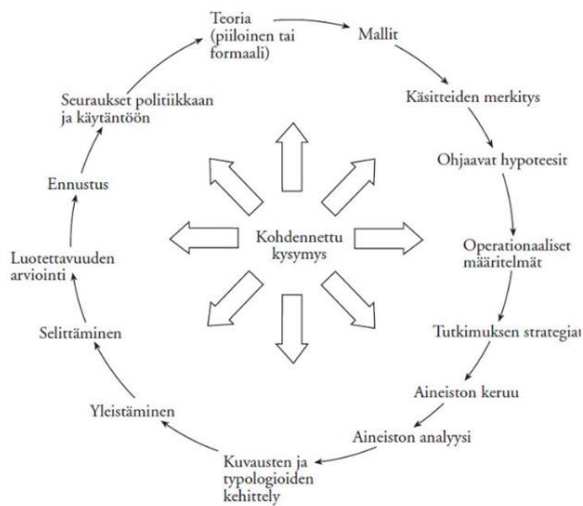 Teoria
(piiloinen tai
formaali)
Mallit
Käsitteiden merkitys
Ohjaavat hypoteesit
Operationaaliset
määritelmät
Tutkimuksen strategiat
Aineiston keruu
Aineiston analyysi
Kuvausten ja
typologioiden
kehittely
Yleistäminen
Selittäminen
Luotettavuuden
arviointi
Ennustus
Seuraukset politiikkaan
ja käytäntöön
Kohdennettu
kysymys